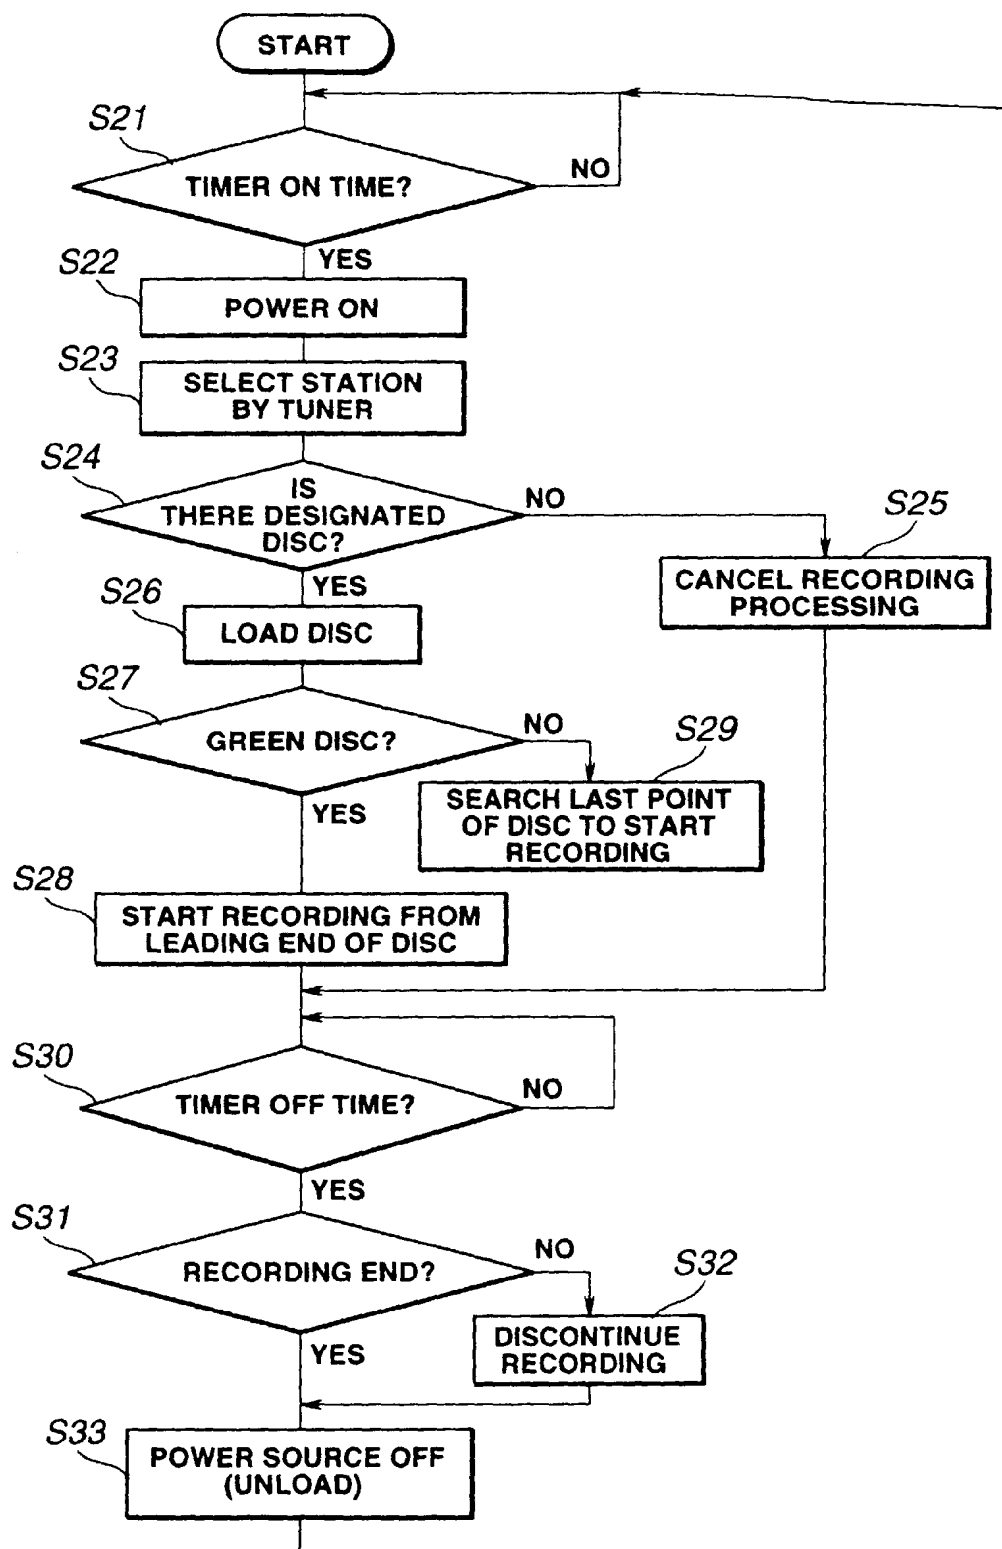 START
S21
TIMER ON TIME?
NO
YES
S22
POWER ON
S23
SELECT STATION
BY TUNER
S24
IS
THERE DESIGNATED
DISC?
NO
YES
S25
CANCEL RECORDING
PROCESSING
S26
LOAD DISC
S27
GREEN DISC?
NO
YES
S29
SEARCH LAST POINT
OF DISC TO START
RECORDING
S28
START RECORDING FROM
LEADING END OF DISC
S30
TIMER OFF TIME?
NO
YES
S31
RECORDING END?
NO
YES
S32
DISCONTINUE
RECORDING
S33
POWER SOURCE OFF
(UNLOAD)